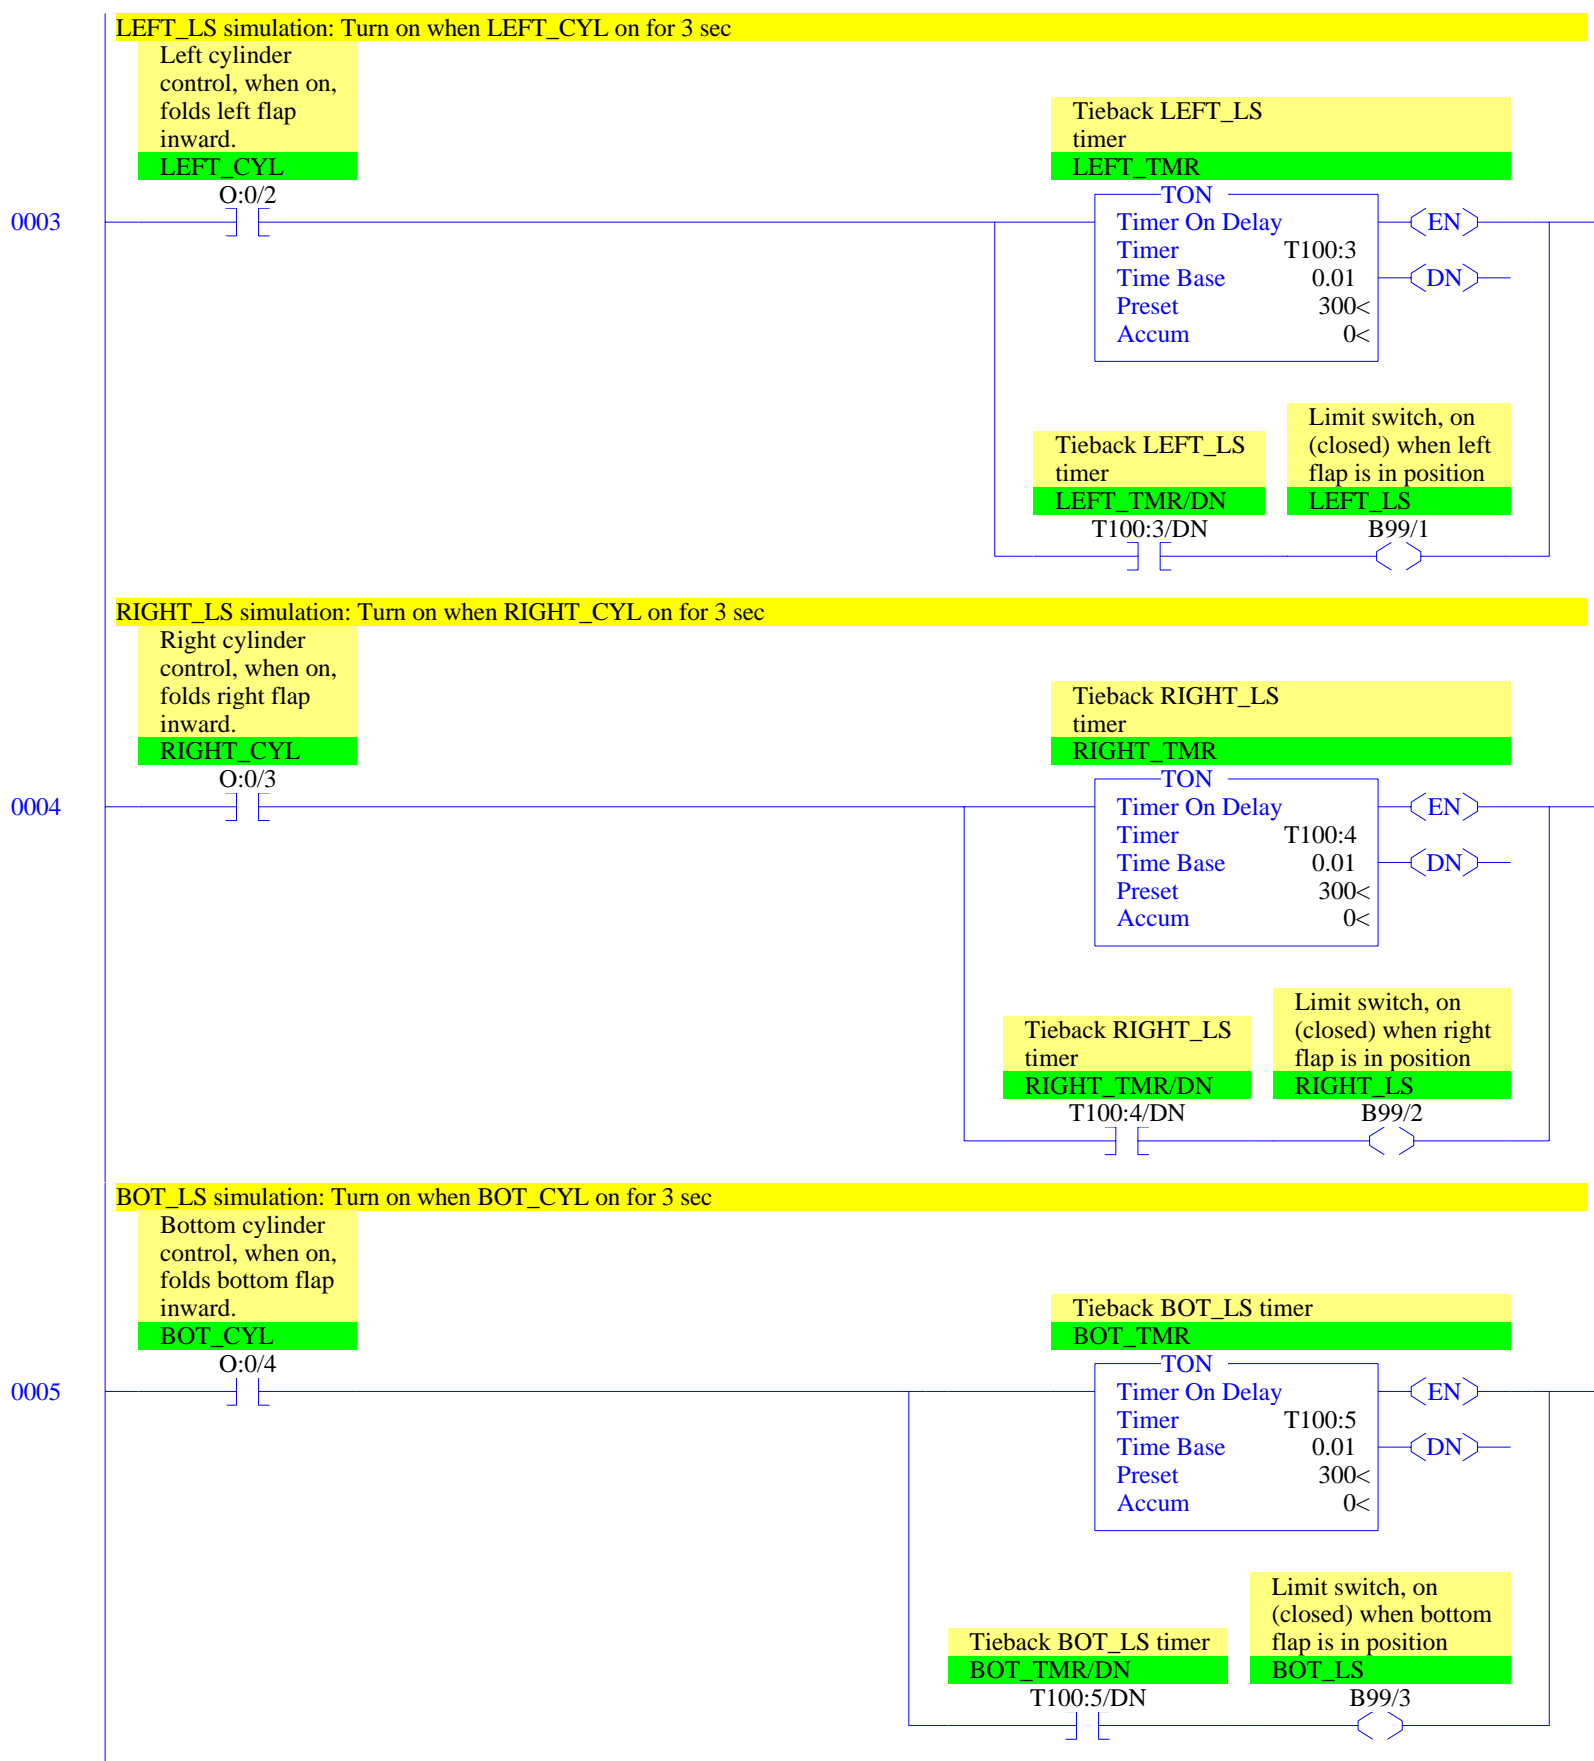 LEFT_LS simulation: Turn on when LEFT_CYL on for 3 sec
Left cylinder
control, when on,
folds left flap
inward.
LEFT_CYL
O:0/2
0003
Tieback LEFT_LS
timer
LEFT_TMR
TON
Timer On Delay
Timer T100:3
Time Base 0.01
Preset 300<
Accum 0<
EN
DN
Tieback LEFT_LS
timer
LEFT_TMR/DN
T100:3/DN
Limit switch, on
(closed) when left
flap is in position
LEFT_LS
B99/1
RIGHT_LS simulation: Turn on when RIGHT_CYL on for 3 sec
Right cylinder
control, when on,
folds right flap
inward.
RIGHT_CYL
O:0/3
0004
Tieback RIGHT_LS
timer
RIGHT_TMR
TON
Timer On Delay
Timer T100:4
Time Base 0.01
Preset 300<
Accum 0<
EN
DN
Tieback RIGHT_LS
timer
RIGHT_TMR/DN
T100:4/DN
Limit switch, on
(closed) when right
flap is in position
RIGHT_LS
B99/2
BOT_LS simulation: Turn on when BOT_CYL on for 3 sec
Bottom cylinder
control, when on,
folds bottom flap
inward.
BOT_CYL
O:0/4
0005
Tieback BOT_LS timer
BOT_TMR
TON
Timer On Delay
Timer T100:5
Time Base 0.01
Preset 300<
Accum 0<
EN
DN
Tieback BOT_LS timer
BOT_TMR/DN
T100:5/DN
Limit switch, on
(closed) when bottom
flap is in position
BOT_LS
B99/3